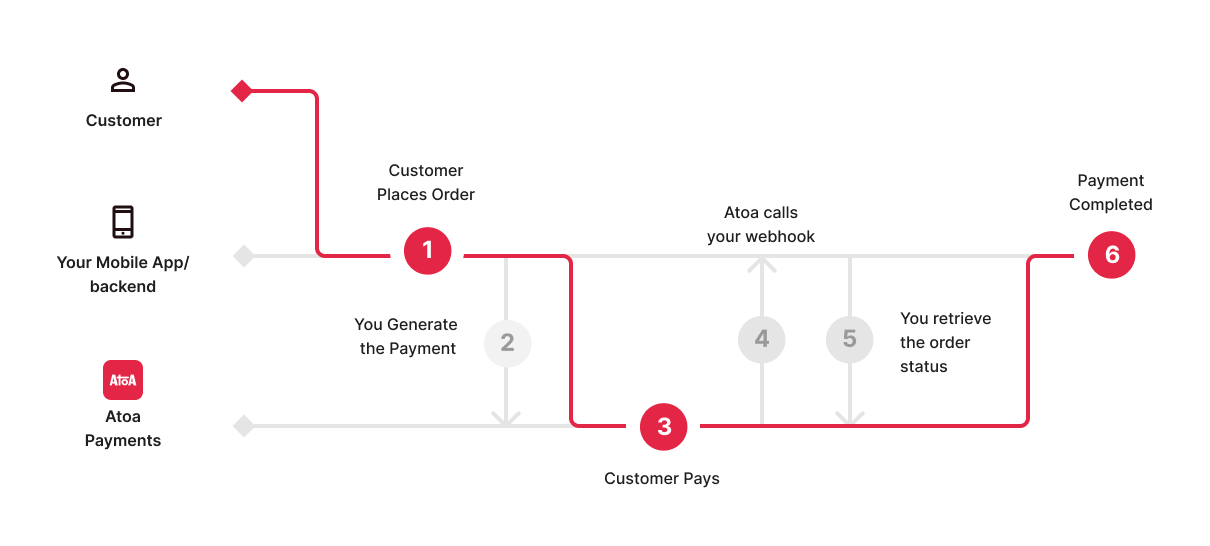 Customer
Customer
Places Order
Payment
Completed
Atoa calls
your webhook
1
6
Your Mobile App/
backend
You Generate
the Payment
2
4
5
You retrieve
the order
status
AtoA
Atoa
Payments
3
Customer Pays